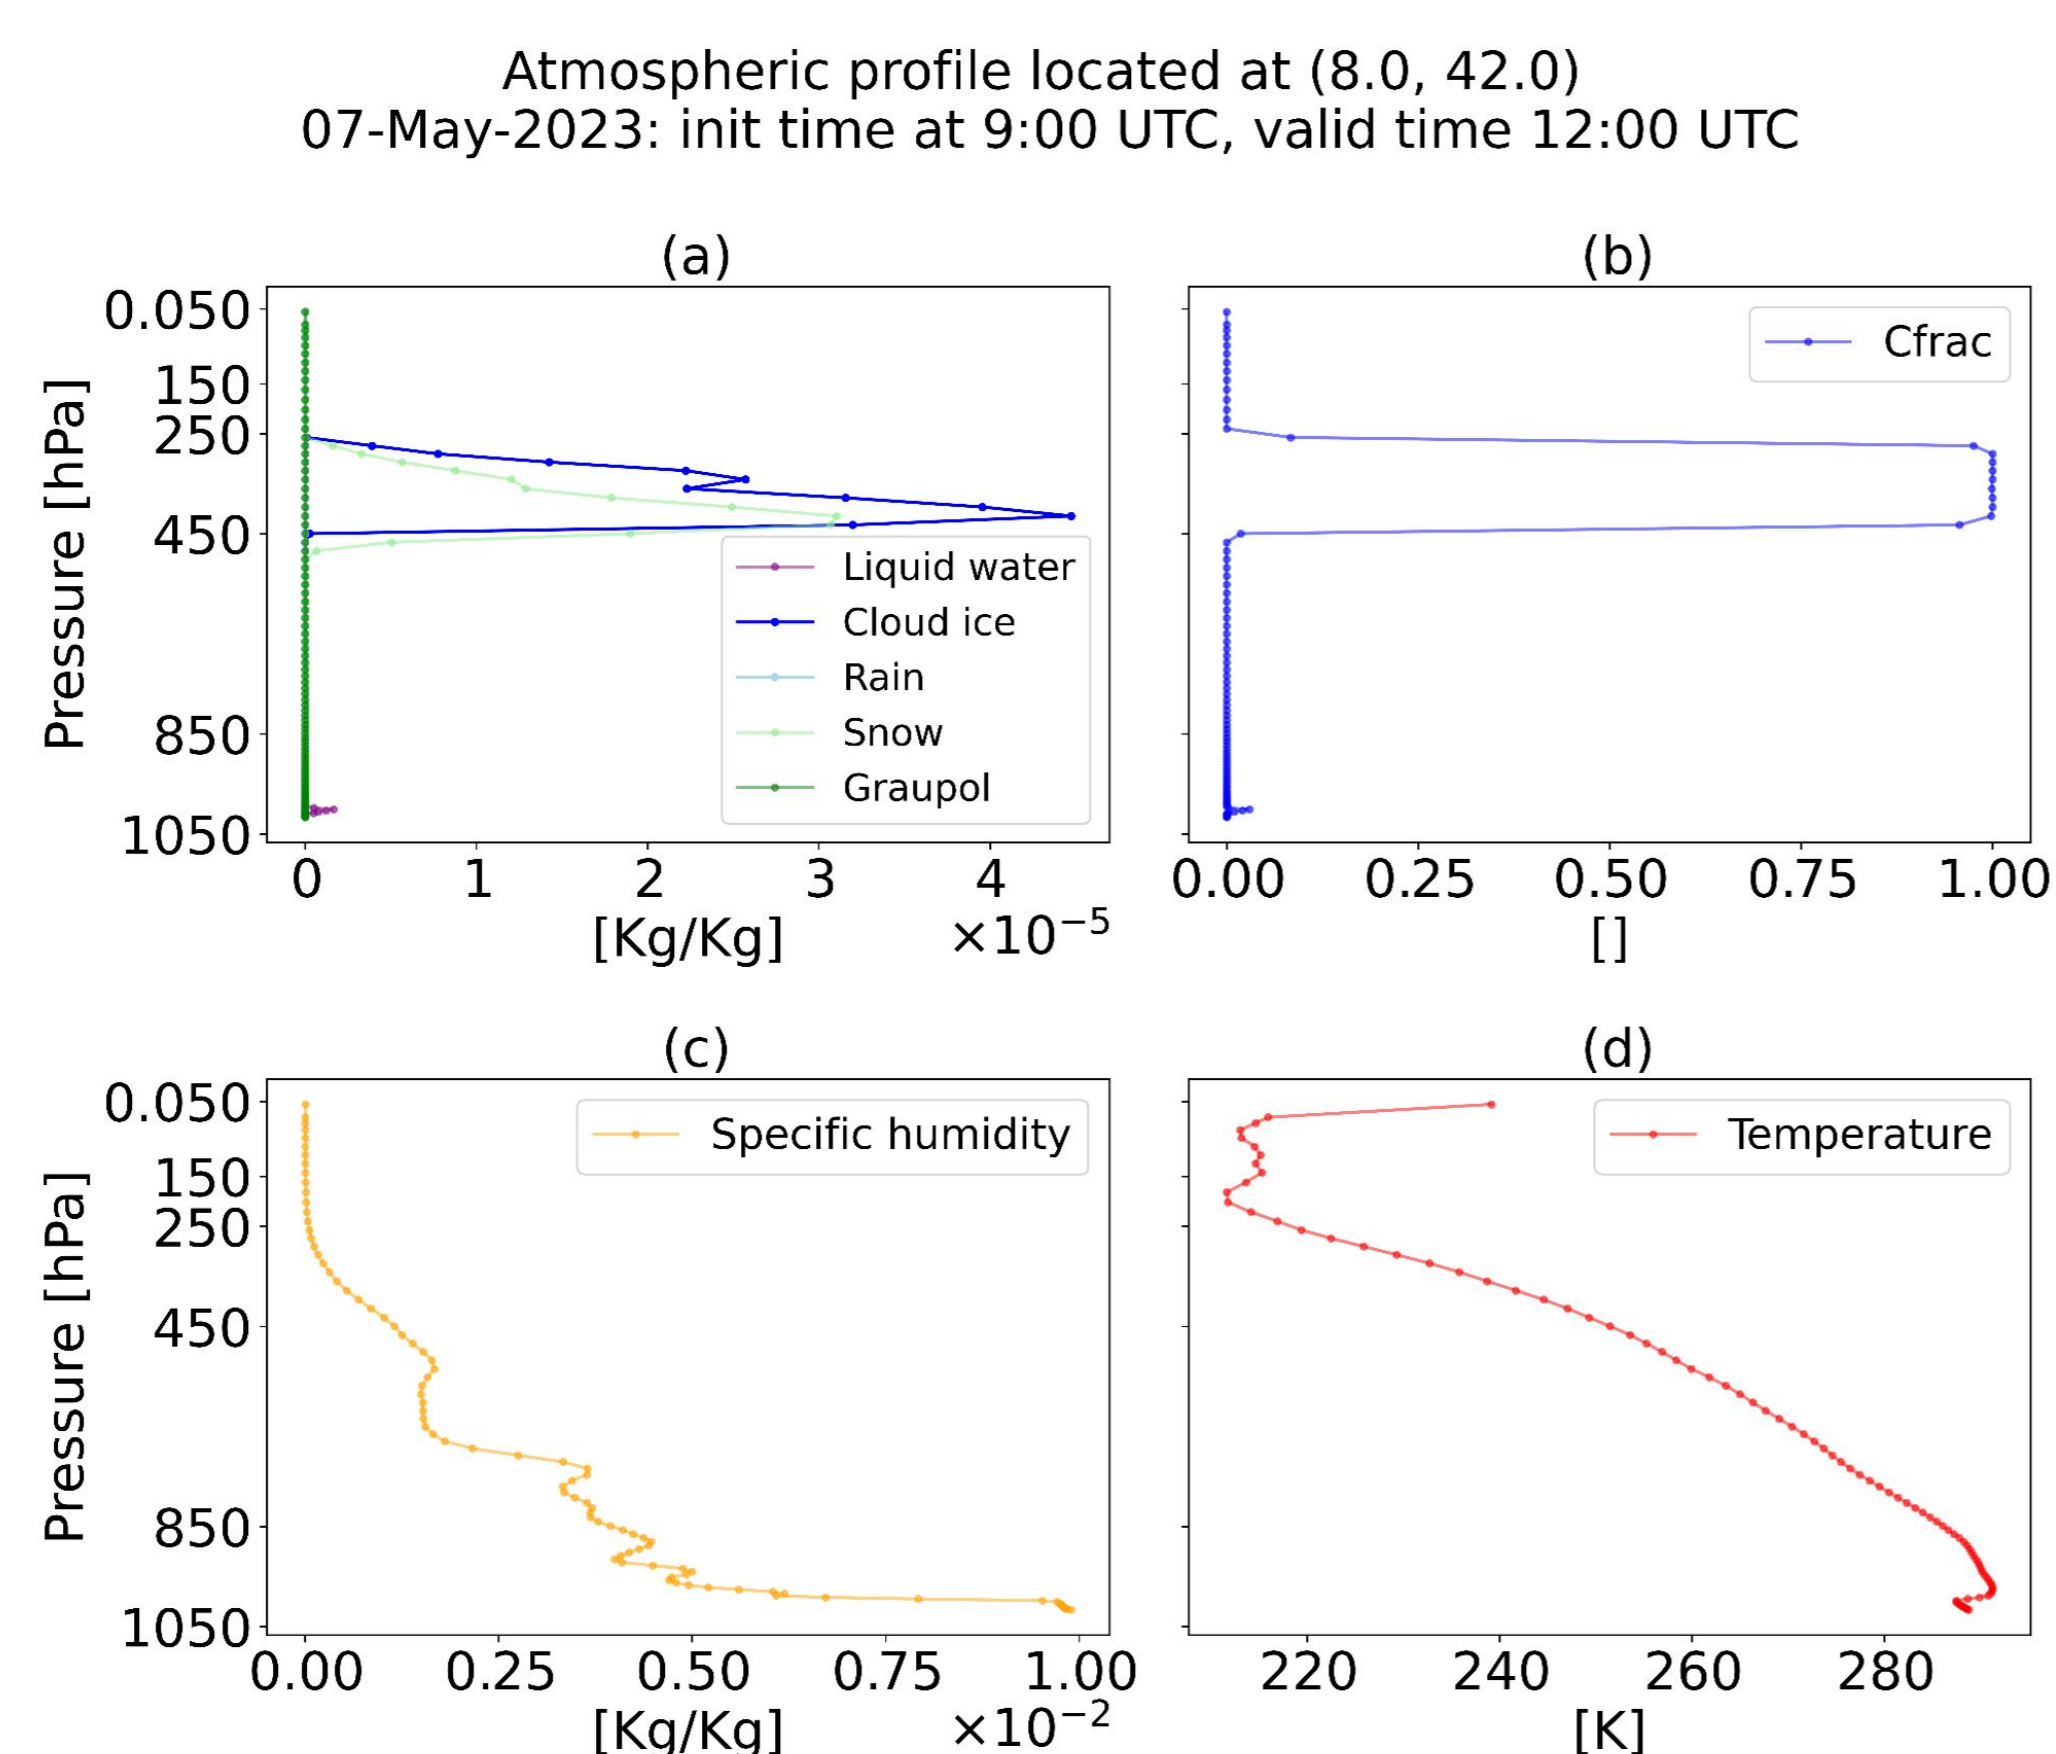 Atmospheric profile located at (8.0, 42.0)
07-May-2023: init time at 9:00 UTC, valid time 12:00 UTC
(a)
Pressure [hPa]
0.050
150
250
450
850
1050
Liquid water
Cloud ice
Rain
Snow
Graupol
0 1 2 3 4
[Kg/Kg] ×10⁻⁵
(b)
Cfrac
0.00 0.25 0.50 0.75 1.00
[]
(c)
Pressure [hPa]
0.050
150
250
450
850
1050
Specific humidity
0.00 0.25 0.50 0.75 1.00
[Kg/Kg] ×10⁻²
(d)
Temperature
220 240 260 280
[K]